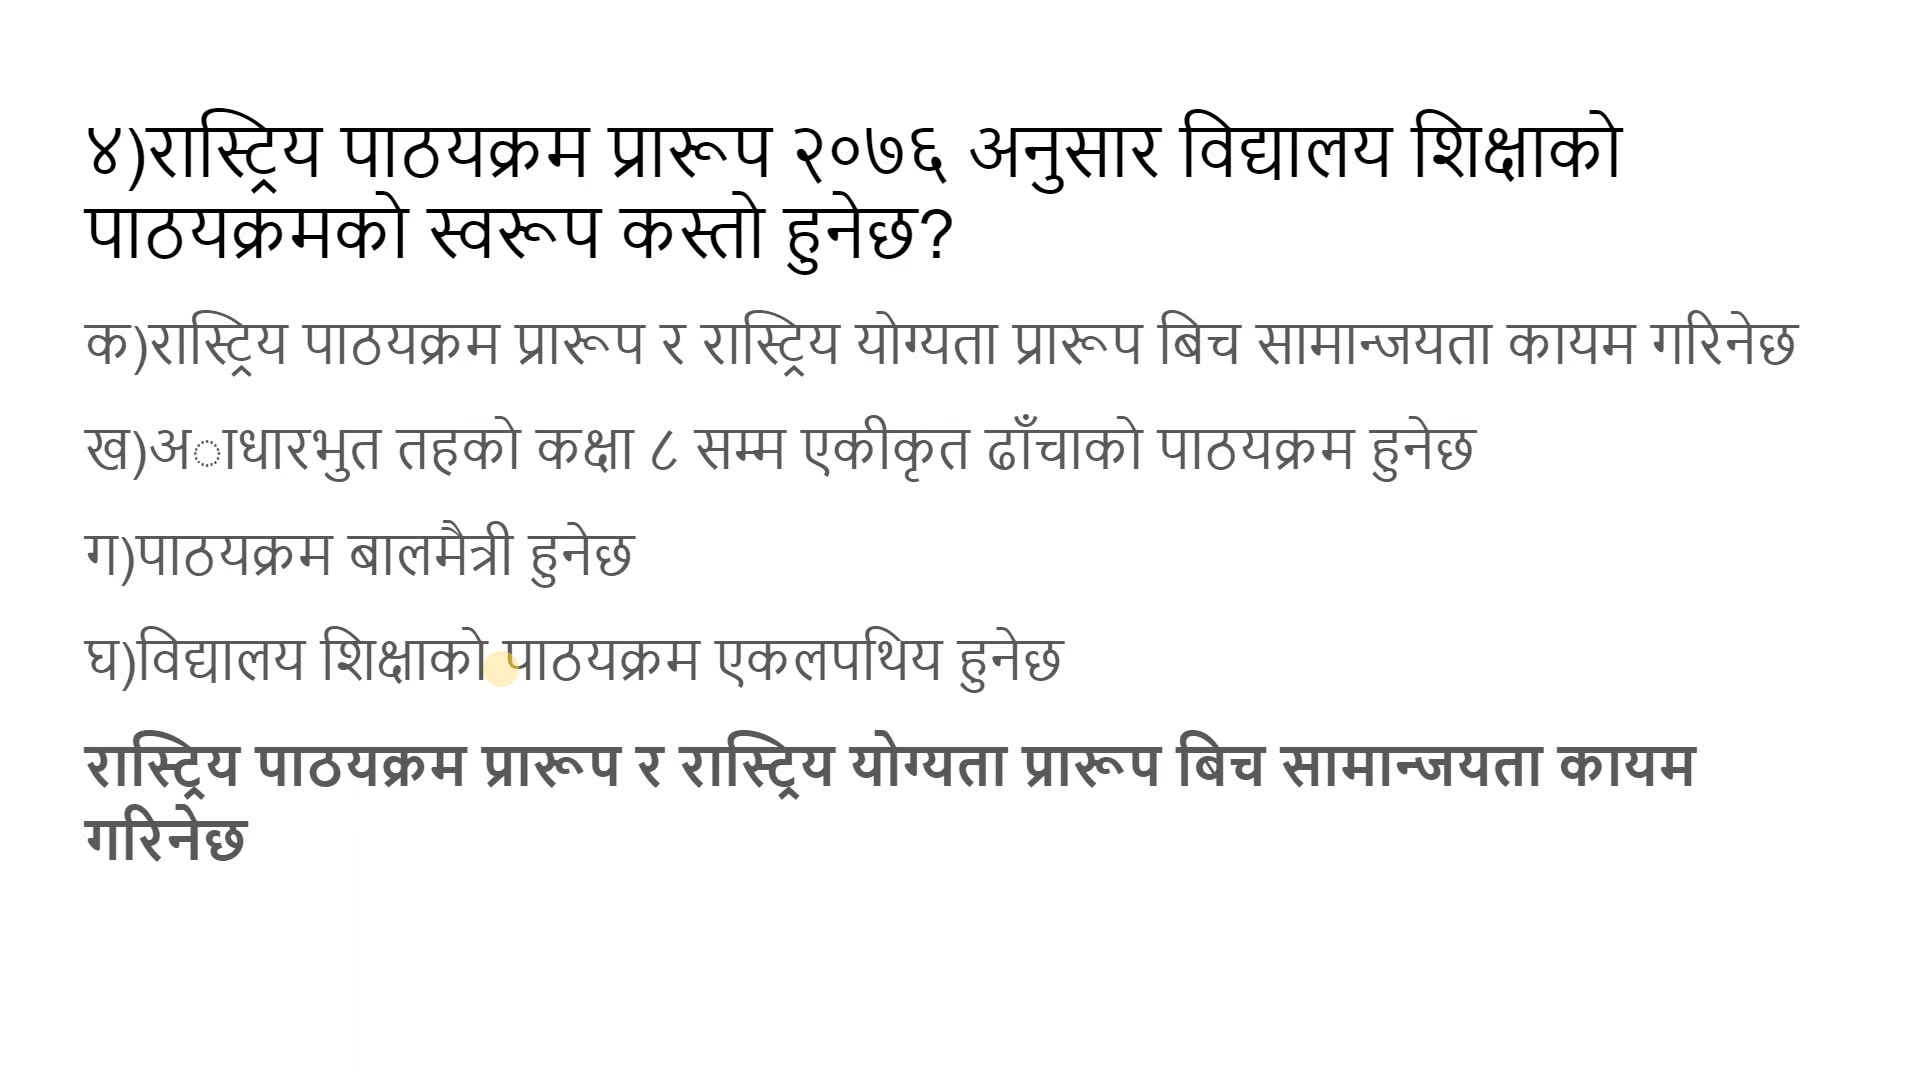 ४)रास्ट्रिय पाठयक्रम प्रारूप २०७६ अनुसार विद्यालय शिक्षाको
पाठयक्रमको स्वरूप कस्तो हुनेछ?
क)रास्ट्रिय पाठयक्रम प्रारूप र रास्ट्रिय योग्यता प्रारूप बिच सामान्जयता कायम गरिनेछ
ख)अाधारभुत तहको कक्षा ८ सम्म एकीकृत ढाँचाको पाठयक्रम हुनेछ
ग)पाठयक्रम बालमैत्री हुनेछ
घ)विद्यालय शिक्षाको पाठयक्रम एकलपथिय हुनेछ
रास्ट्रिय पाठयक्रम प्रारूप र रास्ट्रिय योग्यता प्रारूप बिच सामान्जयता कायम
गरिनेछ